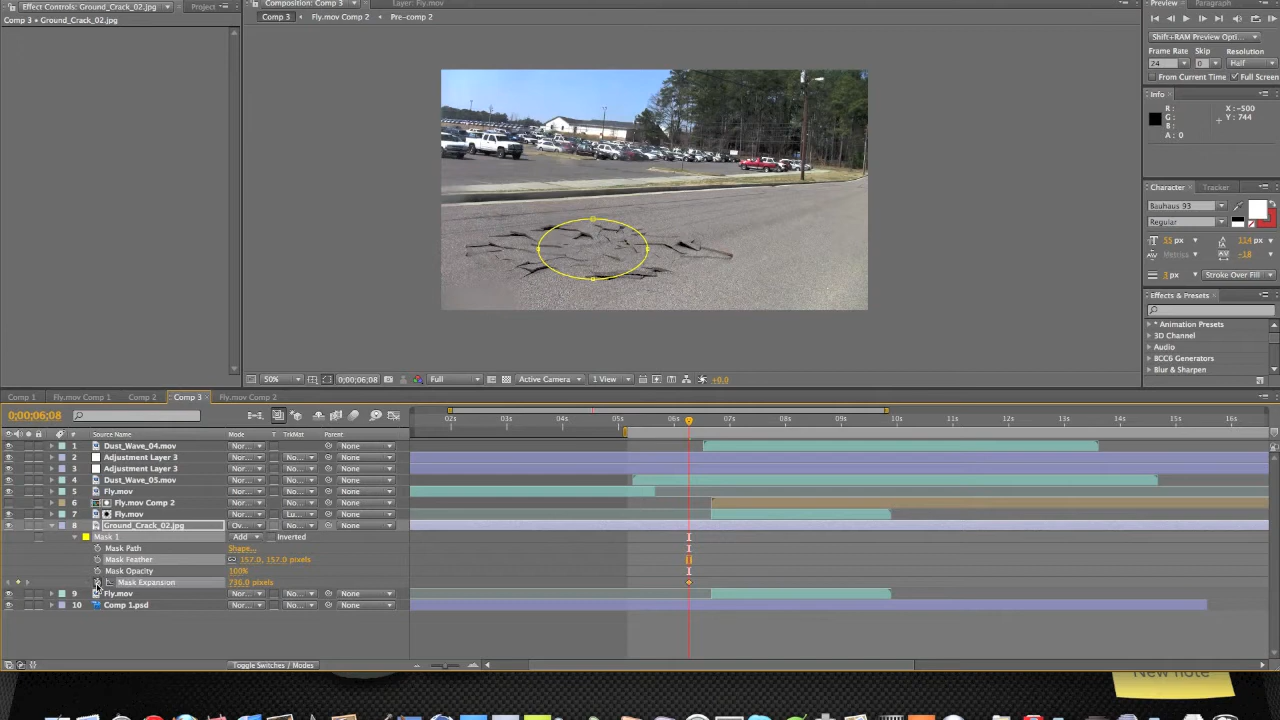 Effect Controls: Ground_Crack_02.jpg
Project
Comp 3 • Ground_Crack_02.jpg
Composition: Comp 3
Layer: Fly.mov
Comp 3
Fly.mov Comp 2
Pre-comp 2
Preview
Paragraph
Shift+RAM Preview Opti...
Frame Rate Skip Resolution
24
0
Half
From Current Time
Full Screen
Info
R :
G :
B :
A : 0
X : -500
Y : 744
Character
Tracker
Bauhaus 93
Regular
55 px
114 px
Metrics
-18
3 px
Stroke Over Fill
Effects & Presets
* Animation Presets
3D Channel
Audio
BCC6 Generators
Blur & Sharpen
50%
0;00;06;08
Full
Active Camera
1 View
+0.0
Comp 1
Fly.mov Comp 1
Comp 2
Comp 3
Fly.mov Comp 2
0;00;06;08
02s 03s 04s 05s 06s 07s 08s 09s 10s 11s 12s 13s 14s 15s 16s
# Source Name Mode T TrkMat Parent
1 Dust_Wave_04.mov Nor... None
2 Adjustment Layer 3 Nor... No... None
3 Adjustment Layer 3 Nor... No... None
4 Dust_Wave_05.mov Nor... No... None
5 Fly.mov Nor... No... None
6 Fly.mov Comp 2 Nor... No... None
7 Fly.mov Nor... Lu... None
8 Ground_Crack_02.jpg Ov... No... None
Mask 1 Add Inverted
Mask Path Shape...
Mask Feather 157.0, 157.0 pixels
Mask Opacity 100%
Mask Expansion 736.0 pixels
9 Fly.mov Nor... No... None
10 Comp 1.psd Nor... No... None
Toggle Switches / Modes
New note